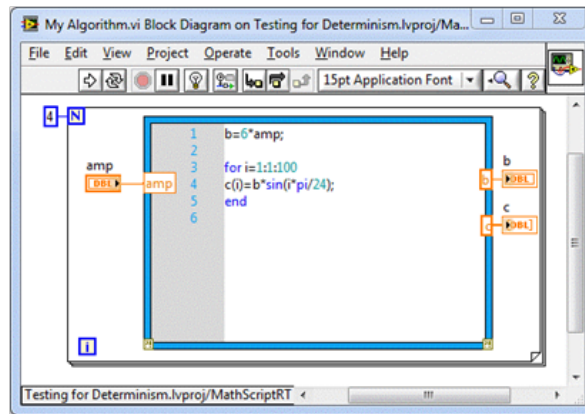 My Algorithm.vi Block Diagram on Testing for Determinism.lvproj/Ma...
File Edit View Project Operate Tools Window Help
15pt Application Font
?
4 N
1 b=6*amp;
2
amp b
3 for i=1:1:100
DBL amp 4 c(i)=b*sin(i*pi/24); b DBL
5 end c
6 c DBL]
i
Testing for Determinism.lvproj/MathScriptRT